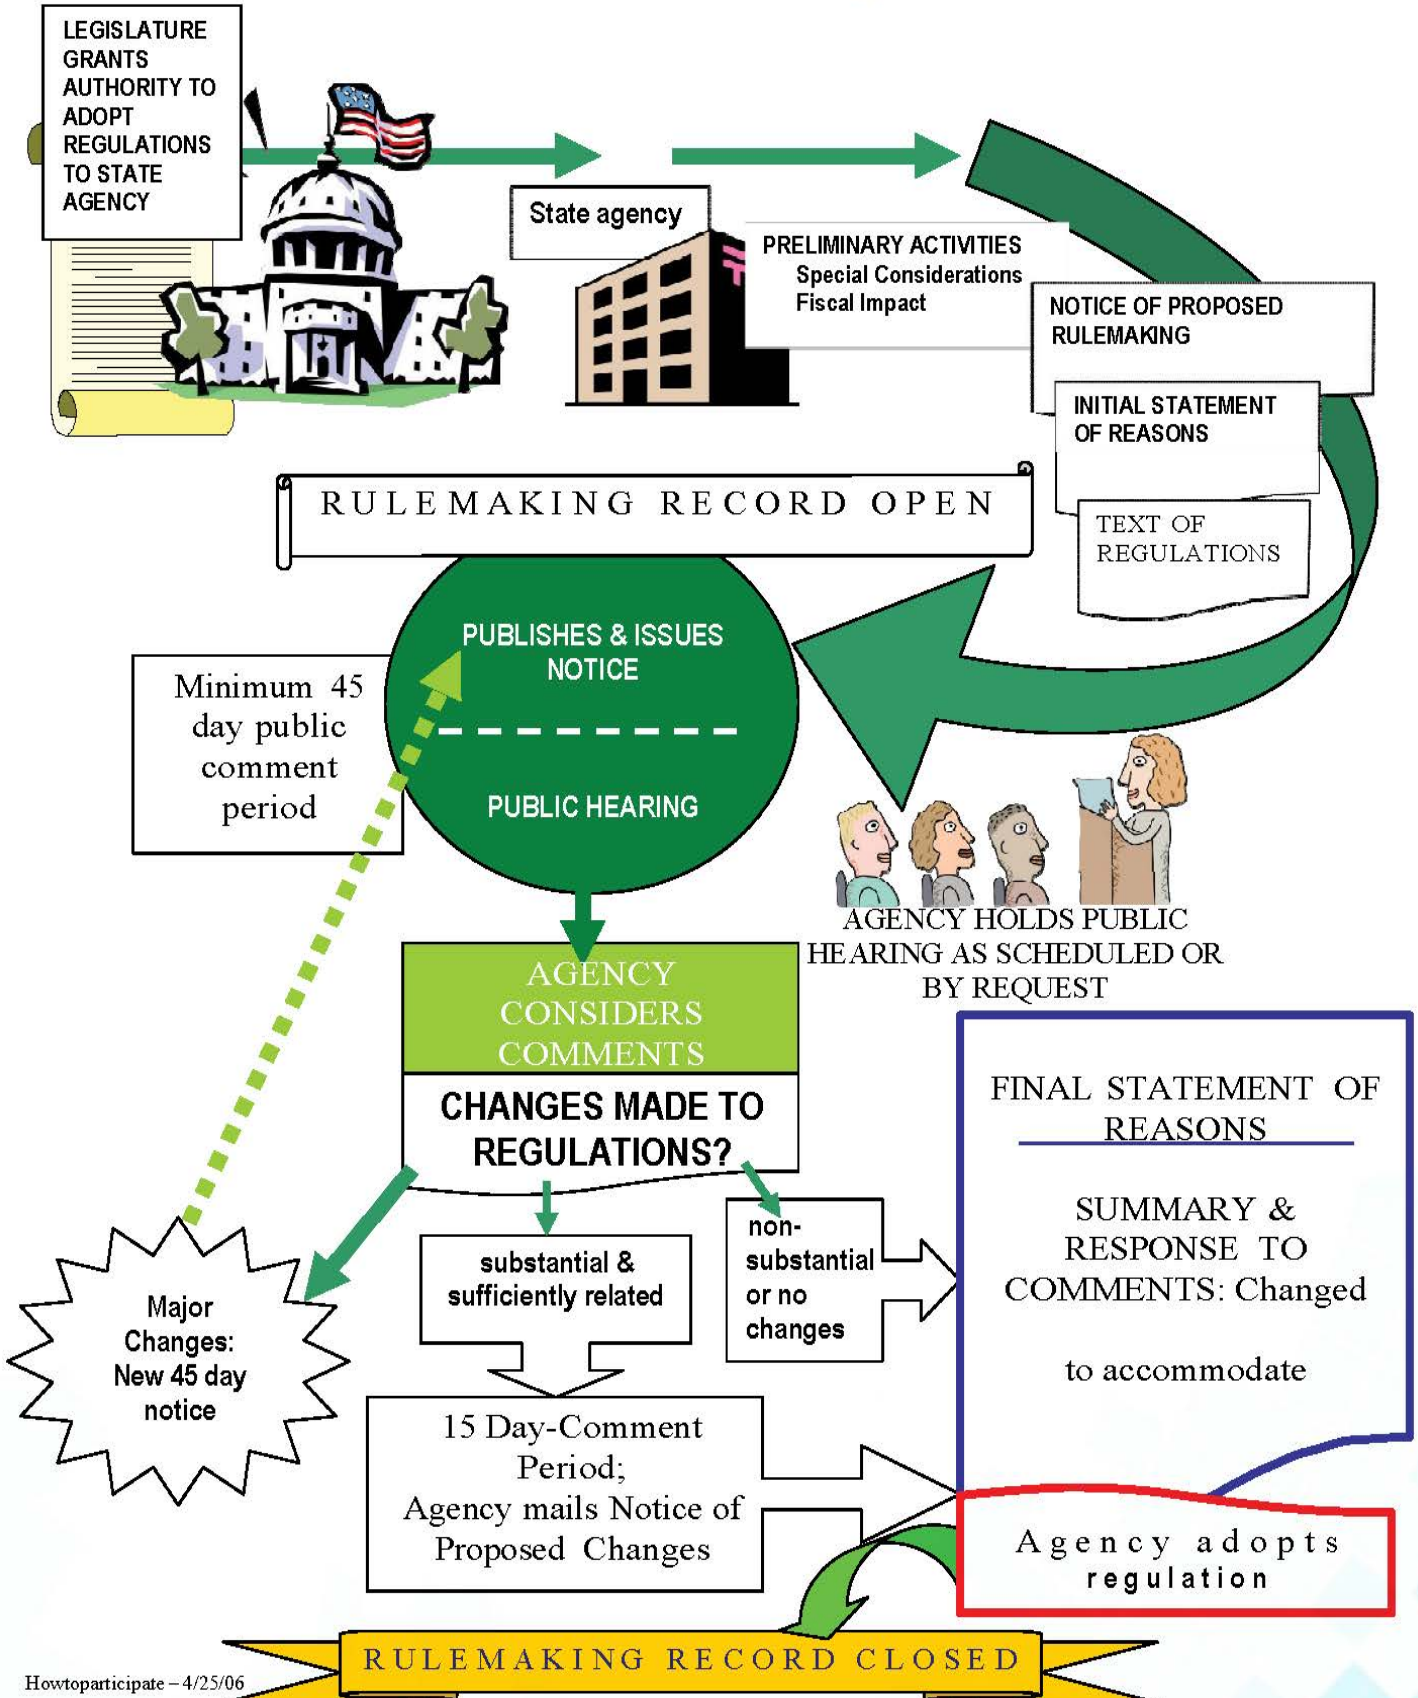 LEGISLATURE
GRANTS
AUTHORITY TO
ADOPT
REGULATIONS
TO STATE
AGENCY
State agency
PRELIMINARY ACTIVITIES
Special Considerations
Fiscal Impact
NOTICE OF PROPOSED
RULEMAKING
INITIAL STATEMENT
OF REASONS
TEXT OF
REGULATIONS
RULEMAKING RECORD OPEN
PUBLISHES & ISSUES
NOTICE
PUBLIC HEARING
Minimum 45
day public
comment
period
AGENCY HOLDS PUBLIC
HEARING AS SCHEDULED OR
BY REQUEST
AGENCY
CONSIDERS
COMMENTS
CHANGES MADE TO
REGULATIONS?
Major
Changes:
New 45 day
notice
substantial &
sufficiently related
non-
substantial
or no
changes
15 Day-Comment
Period;
Agency mails Notice of
Proposed Changes
FINAL STATEMENT OF
REASONS
SUMMARY &
RESPONSE TO
COMMENTS: Changed
to accommodate
Agency adopts
regulation
RULEMAKING RECORD CLOSED
Howtoparticipate – 4/25/06